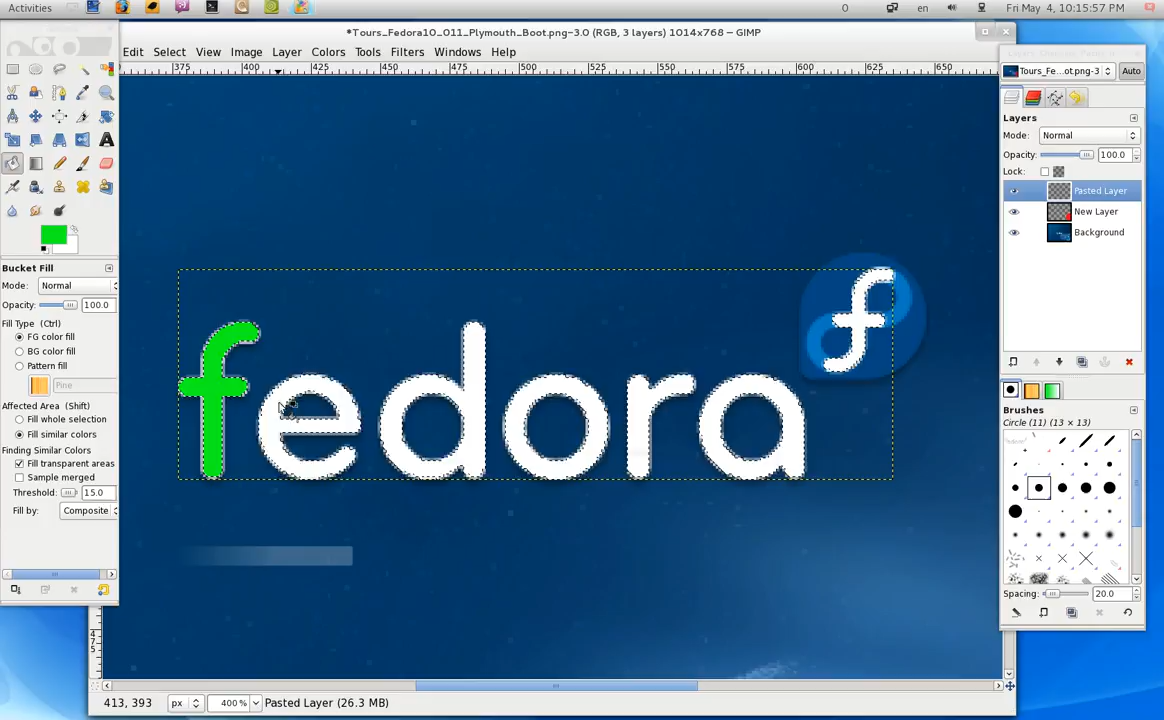 Activities
0
en
Fri May 4, 10:15:57 PM
*Tours_Fedora10_011_Plymouth_Boot.png-3.0 (RGB, 3 layers) 1014x768 – GIMP
Edit Select View Image Layer Colors Tools Filters Windows Help
375 400 425 450 475 500 525 550 575 600 625 650
Tours_Fe...ot.png-3
Auto
Layers
Mode: Normal
Opacity: 100.0
Lock:
Pasted Layer
New Layer
Background
Bucket Fill
Mode: Normal
Opacity: 100.0
Fill Type (Ctrl)
FG color fill
BG color fill
Pattern fill
Pine
Affected Area (Shift)
Fill whole selection
Fill similar colors
Finding Similar Colors
Fill transparent areas
Sample merged
Threshold: 15.0
Fill by: Composite
fedora
f
Brushes
Circle (11) (13 × 13)
Spacing: 20.0
475
413, 393 px 400% Pasted Layer (26.3 MB)